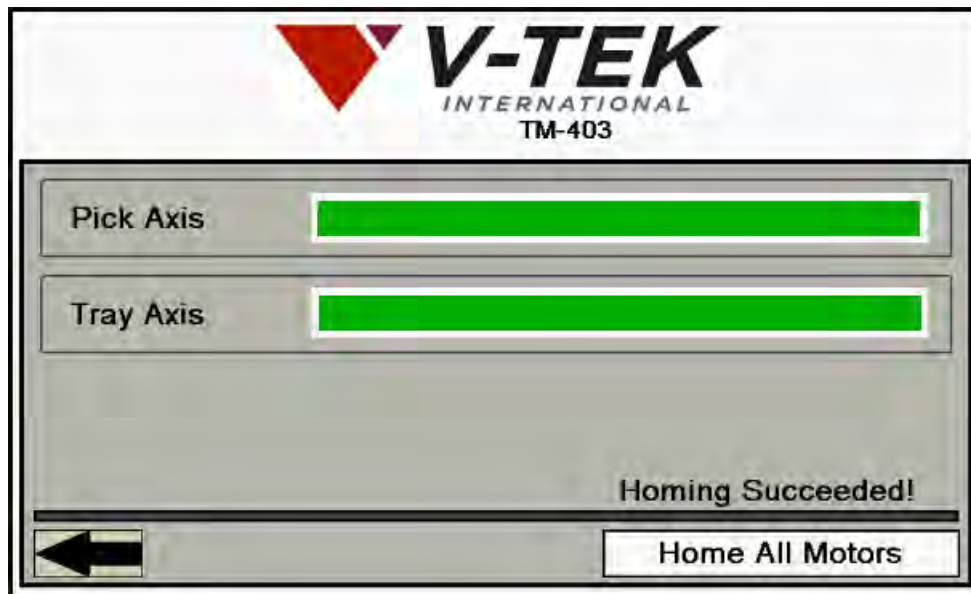 V-TEK
INTERNATIONAL
TM-403
Pick Axis
Tray Axis
Homing Succeeded!
Home All Motors